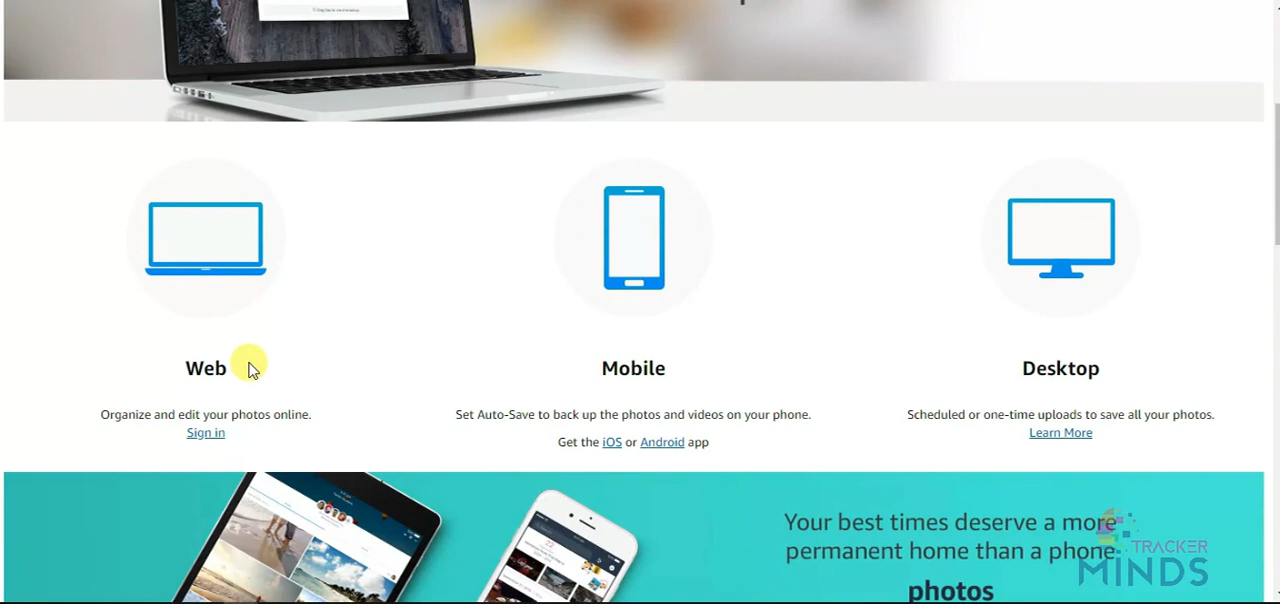 Web
Mobile
Desktop
Organize and edit your photos online.
Sign in
Set Auto-Save to back up the photos and videos on your phone.
Get the iOS or Android app
Scheduled or one-time uploads to save all your photos.
Learn More
Your best times deserve a more
permanent home than a phone.
photos
TRACKER
MINDS